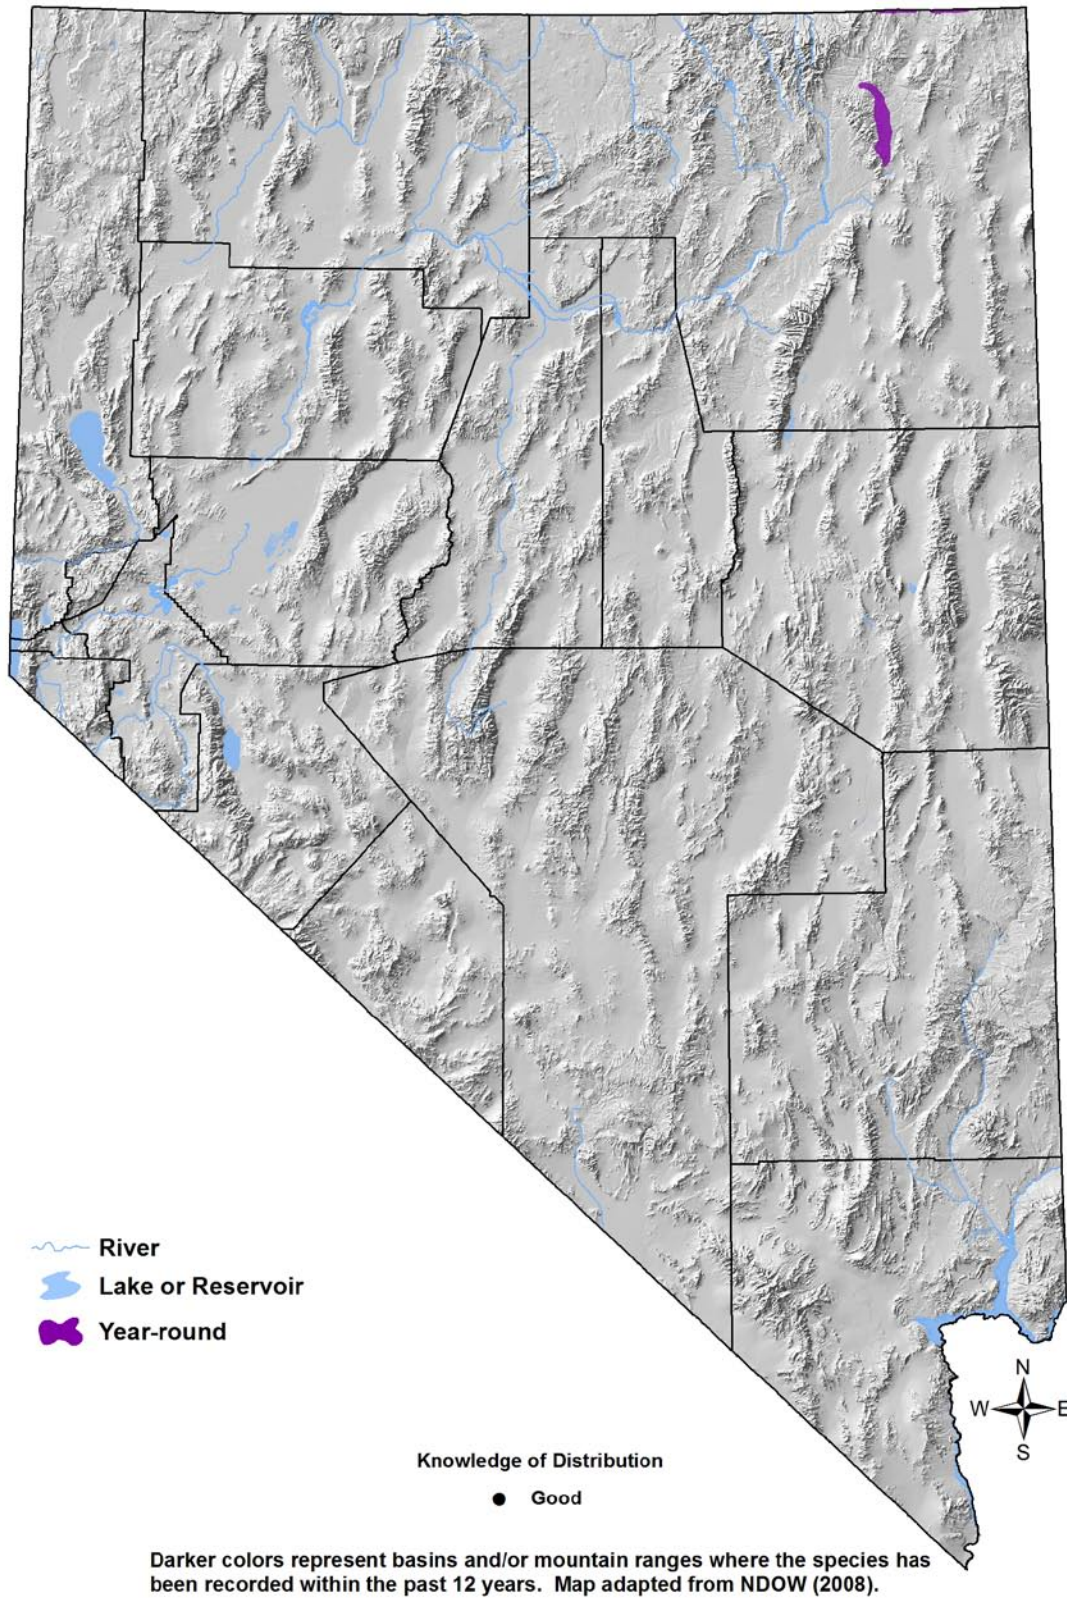 River
Lake or Reservoir
Year-round
N
W E
S
Knowledge of Distribution
Good
Darker colors represent basins and/or mountain ranges where the species has
been recorded within the past 12 years. Map adapted from NDOW (2008).